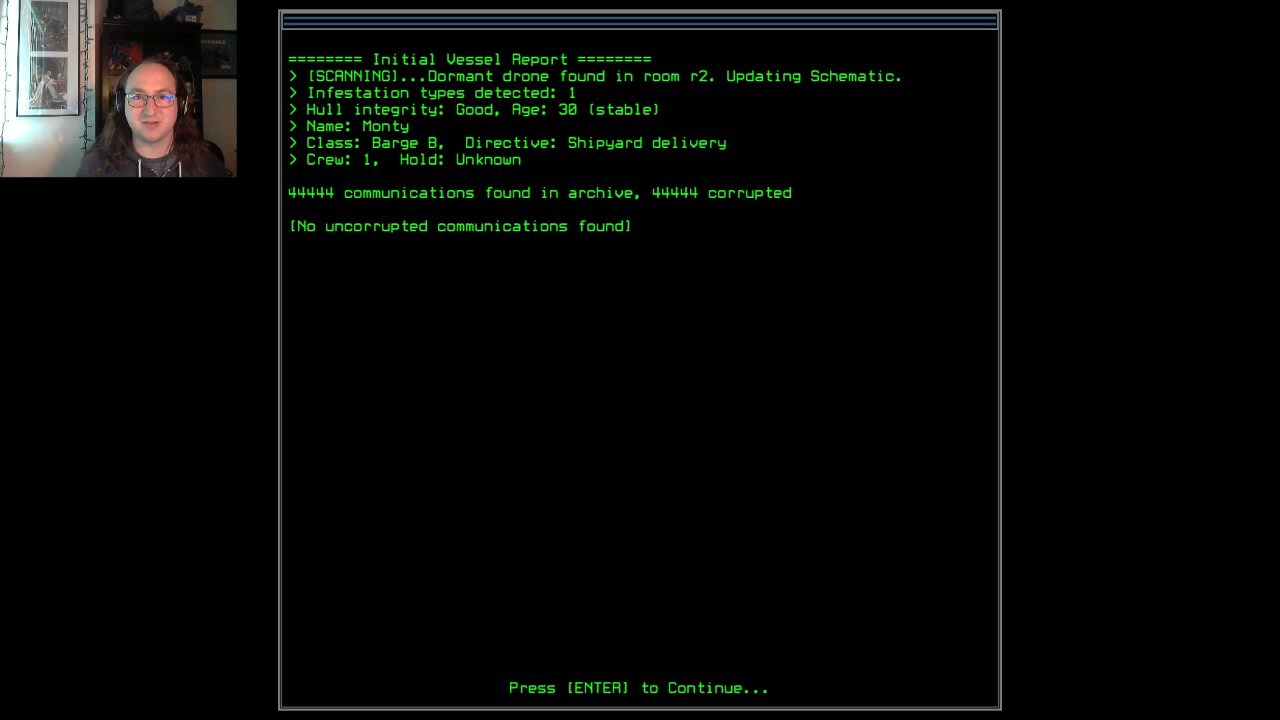 ======== Initial Vessel Report ========
> [SCANNING]...Dormant drone found in room r2. Updating Schematic.
> Infestation types detected: 1
> Hull integrity: Good, Age: 30 (stable)
> Name: Monty
> Class: Barge B,  Directive: Shipyard delivery
> Crew: 1,  Hold: Unknown
44444 communications found in archive, 44444 corrupted
[No uncorrupted communications found]
Press [ENTER] to Continue...